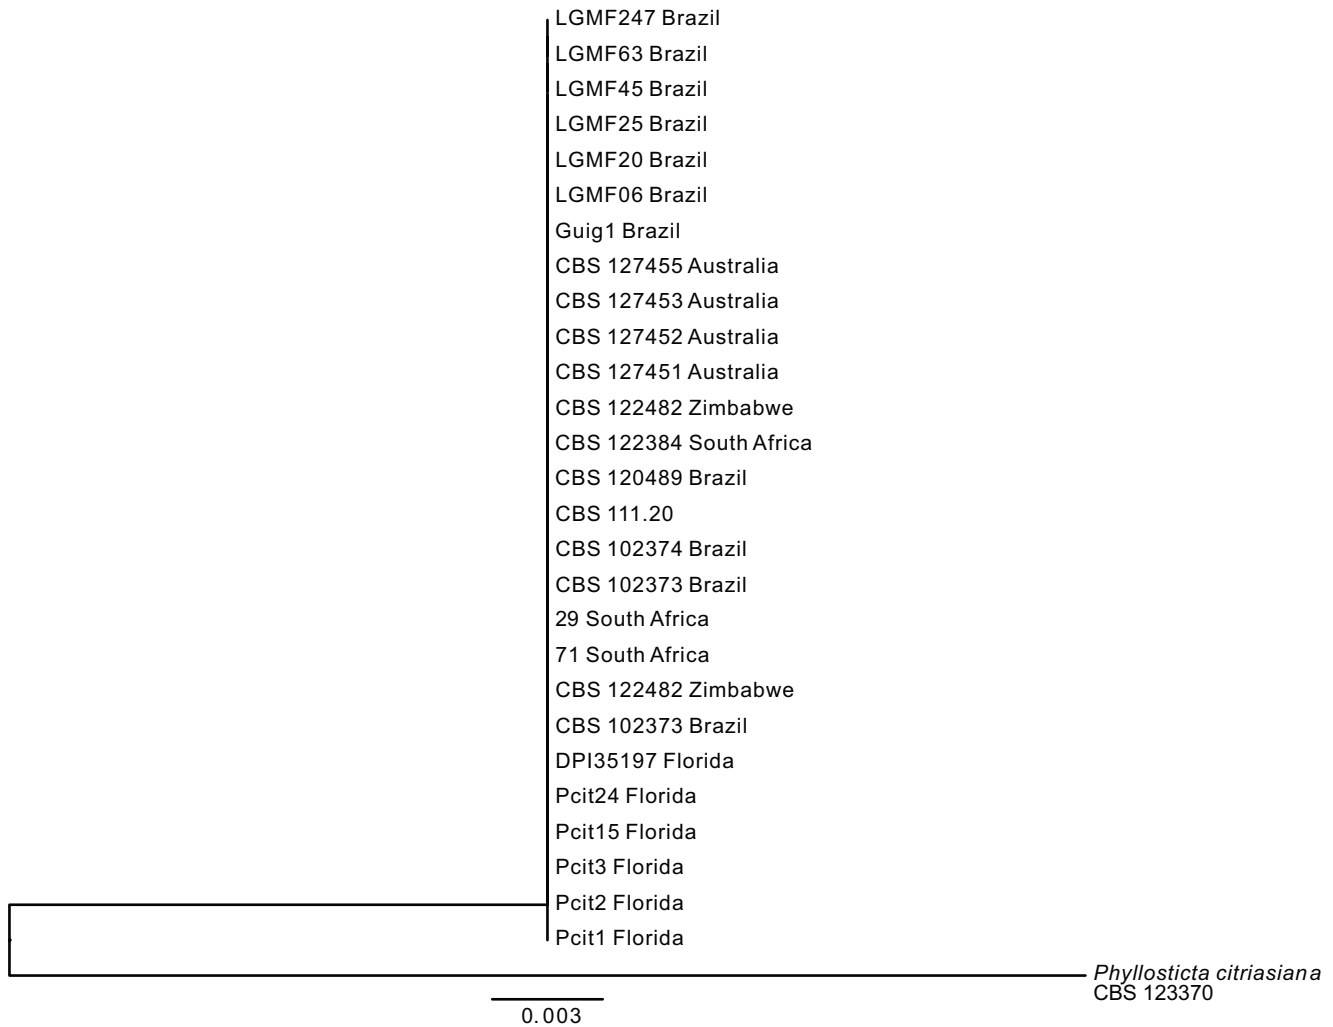 LGMF247 Brazil
LGMF63 Brazil
LGMF45 Brazil
LGMF25 Brazil
LGMF20 Brazil
LGMF06 Brazil
Guig1 Brazil
CBS 127455 Australia
CBS 127453 Australia
CBS 127452 Australia
CBS 127451 Australia
CBS 122482 Zimbabwe
CBS 122384 South Africa
CBS 120489 Brazil
CBS 111.20
CBS 102374 Brazil
CBS 102373 Brazil
29 South Africa
71 South Africa
CBS 122482 Zimbabwe
CBS 102373 Brazil
DPI35197 Florida
Pcit24 Florida
Pcit15 Florida
Pcit3 Florida
Pcit2 Florida
Pcit1 Florida
Phyllosticta citriasiana
CBS 123370
0.003